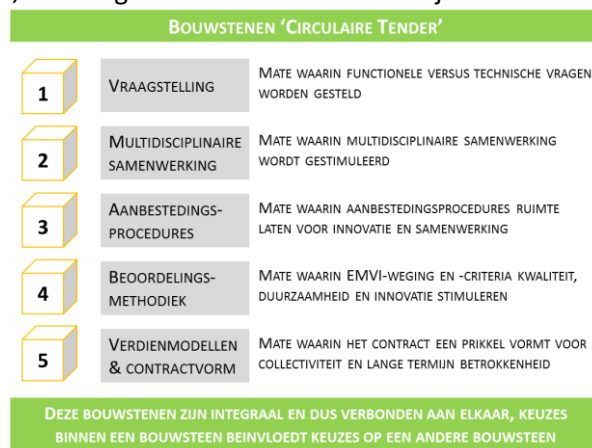 BOUWSTENEN ‘CIRCULAIRE TENDER’
1
VRAAGSTELLING
MATE WAARIN FUNCTIONELE VERSUS TECHNISCHE VRAGEN
WORDEN GESTELD
2
MULTIDISCIPLINAIRE
SAMENWERKING
MATE WAARIN MULTIDISCIPLINAIRE SAMENWERKING
WORDT GESTIMULEERD
3
AANBESTEDINGS-
PROCEDURES
MATE WAARIN AANBESTEDINGSPROCEDURES RUIMTE
LATEN VOOR INNOVATIE EN SAMENWERKING
4
BEOORDELINGS-
METHODIEK
MATE WAARIN EMVI-WEGING EN -CRITERIA KWALITEIT,
DUURZAAMHEID EN INNOVATIE STIMULEREN
5
VERDIENMODELLEN
& CONTRACTVORM
MATE WAARIN HET CONTRACT EEN PRIKKEL VORMT VOOR
COLLECTIVITEIT EN LANGE TERMIJN BETROKKENHEID
DEZE BOUWSTENEN ZIJN INTEGRAAL EN DUS VERBONDEN AAN ELKAAR, KEUZES
BINNEN EEN BOUWSTEEN BEINVLOEDT KEUZES OP EEN ANDERE BOUWSTEEN